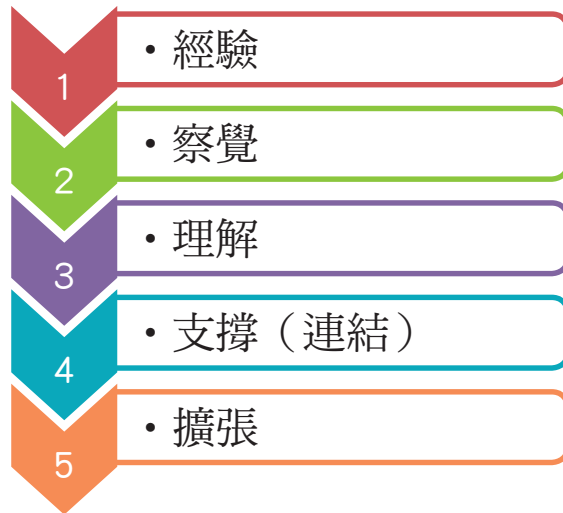 1 • 經驗
2 • 察覺
3 • 理解
4 • 支撐（連結）
5 • 擴張